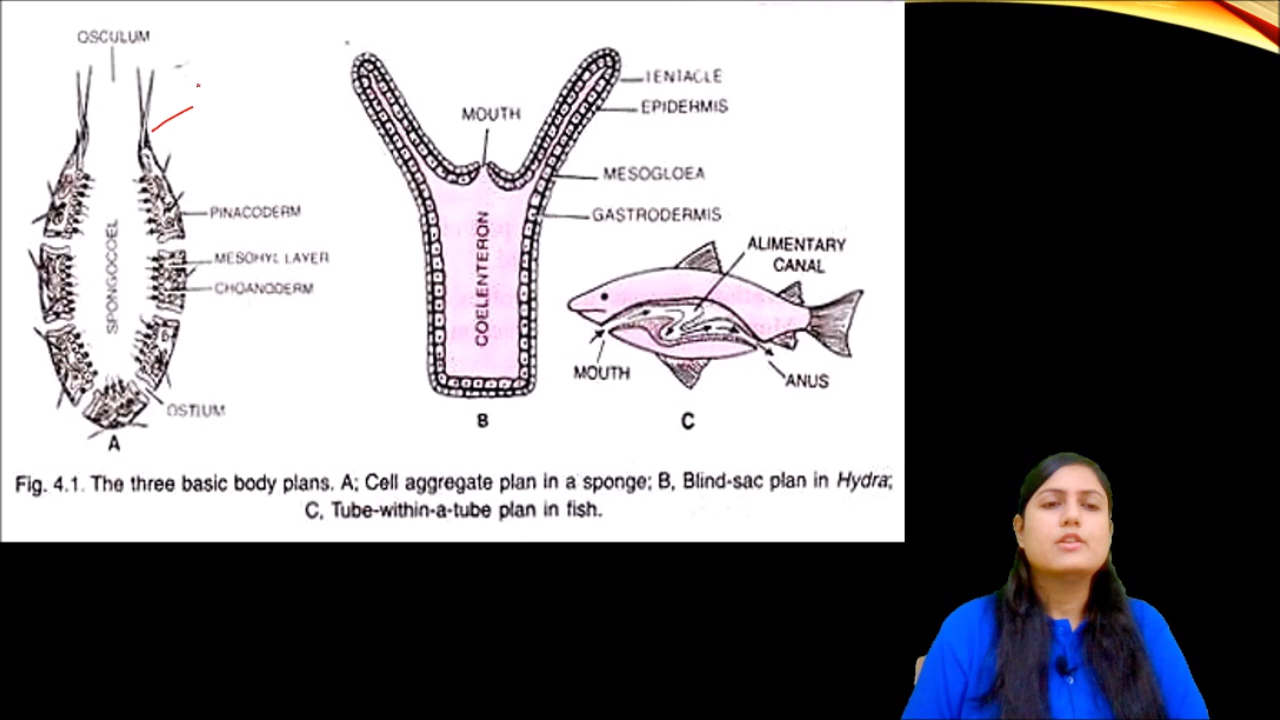 OSCULUM
PINACODERM
MESOHYL LAYER
CHOANODERM
SPONGOCOEL
OSTIUM
A
MOUTH
TENTACLE
EPIDERMIS
MESOGLOEA
GASTRODERMIS
COELENTERON
B
ALIMENTARY
CANAL
MOUTH
ANUS
C
Fig. 4.1. The three basic body plans. A; Cell aggregate plan in a sponge; B, Blind-sac plan in Hydra;
C, Tube-within-a-tube plan in fish.